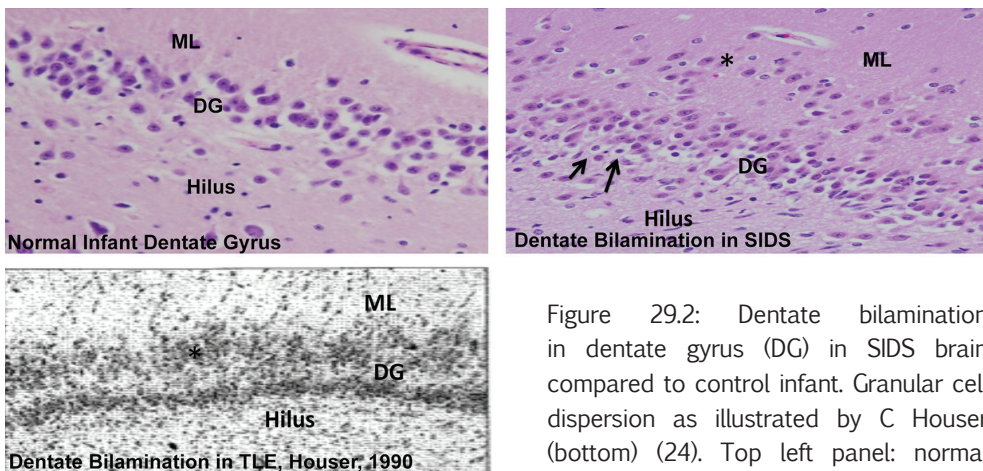 ML
DG
Hilus
Normal Infant Dentate Gyrus
*
ML
DG
Hilus
Dentate Bilamination in SIDS
ML
*
DG
Hilus
Dentate Bilamination in TLE, Houser, 1990
Figure 29.2: Dentate bilamination
in dentate gyrus (DG) in SIDS brain
compared to control infant. Granular cel
dispersion as illustrated by C Houser
(bottom) (24). Top left panel: norma